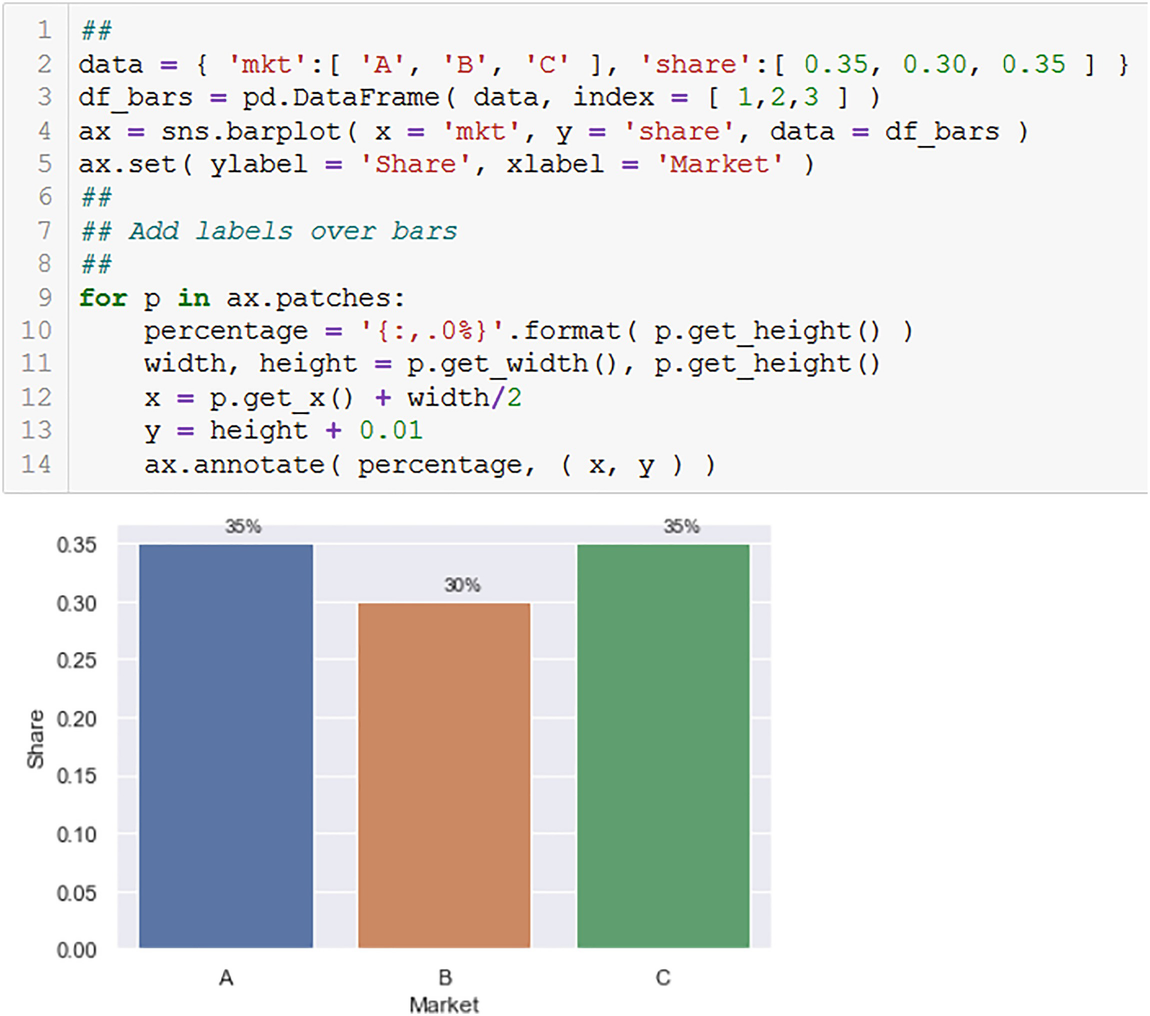 1 ##
2 data = { 'mkt':[ 'A', 'B', 'C' ], 'share':[ 0.35, 0.30, 0.35 ] }
3 df_bars = pd.DataFrame( data, index = [ 1,2,3 ] )
4 ax = sns.barplot( x = 'mkt', y = 'share', data = df_bars )
5 ax.set( ylabel = 'Share', xlabel = 'Market' )
6 ##
7 ## Add labels over bars
8 ##
9 for p in ax.patches:
10     percentage = '{:,.0%}'.format( p.get_height() )
11     width, height = p.get_width(), p.get_height()
12     x = p.get_x() + width/2
13     y = height + 0.01
14     ax.annotate( percentage, ( x, y ) )
35% 35%
0.35
30%
0.30
0.25
0.20
Share
0.15
0.10
0.05
0.00
A B C
Market